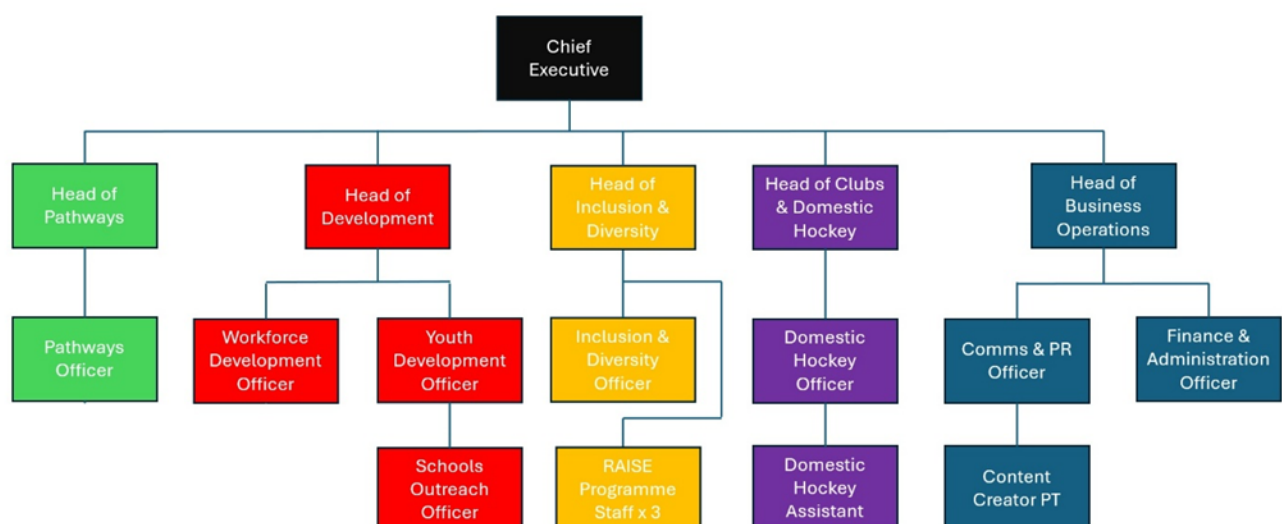 Chief
Executive
Head of
Pathways
Head of
Development
Head of
Inclusion &
Diversity
Head of Clubs
& Domestic
Hockey
Head of
Business
Operations
Pathways
Officer
Workforce
Development
Officer
Youth
Development
Officer
Inclusion &
Diversity
Officer
Domestic
Hockey
Officer
Comms & PR
Officer
Finance &
Administration
Officer
Schools
Outreach
Officer
RAISE
Programme
Staff x 3
Domestic
Hockey
Assistant
Content
Creator PT